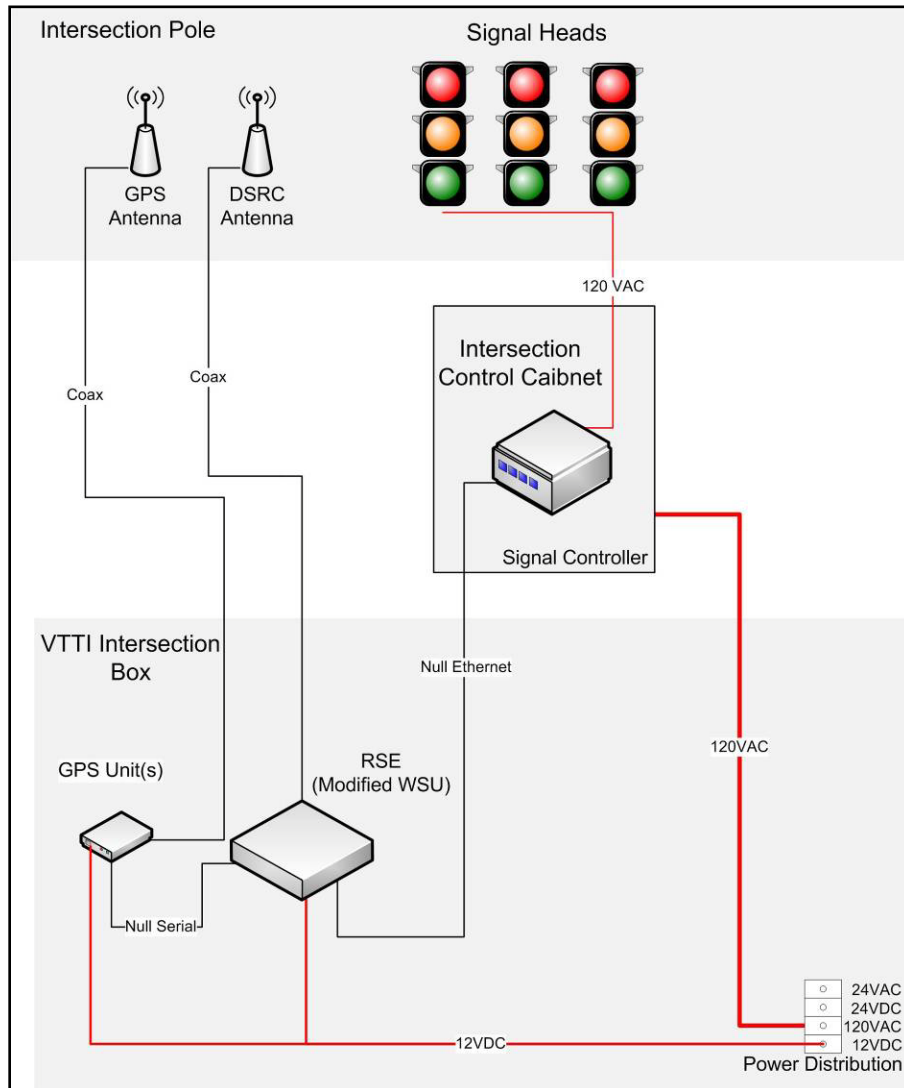 Intersection Pole
Signal Heads
GPS
Antenna
DSRC
Antenna
120 VAC
Intersection
Control Caibnet
Coax
Coax
Signal Controller
VTTI Intersection
Box
Null Ethernet
120VAC
GPS Unit(s)
RSE
(Modified WSU)
Null Serial
24VAC
24VDC
120VAC
12VDC
12VDC
Power Distribution